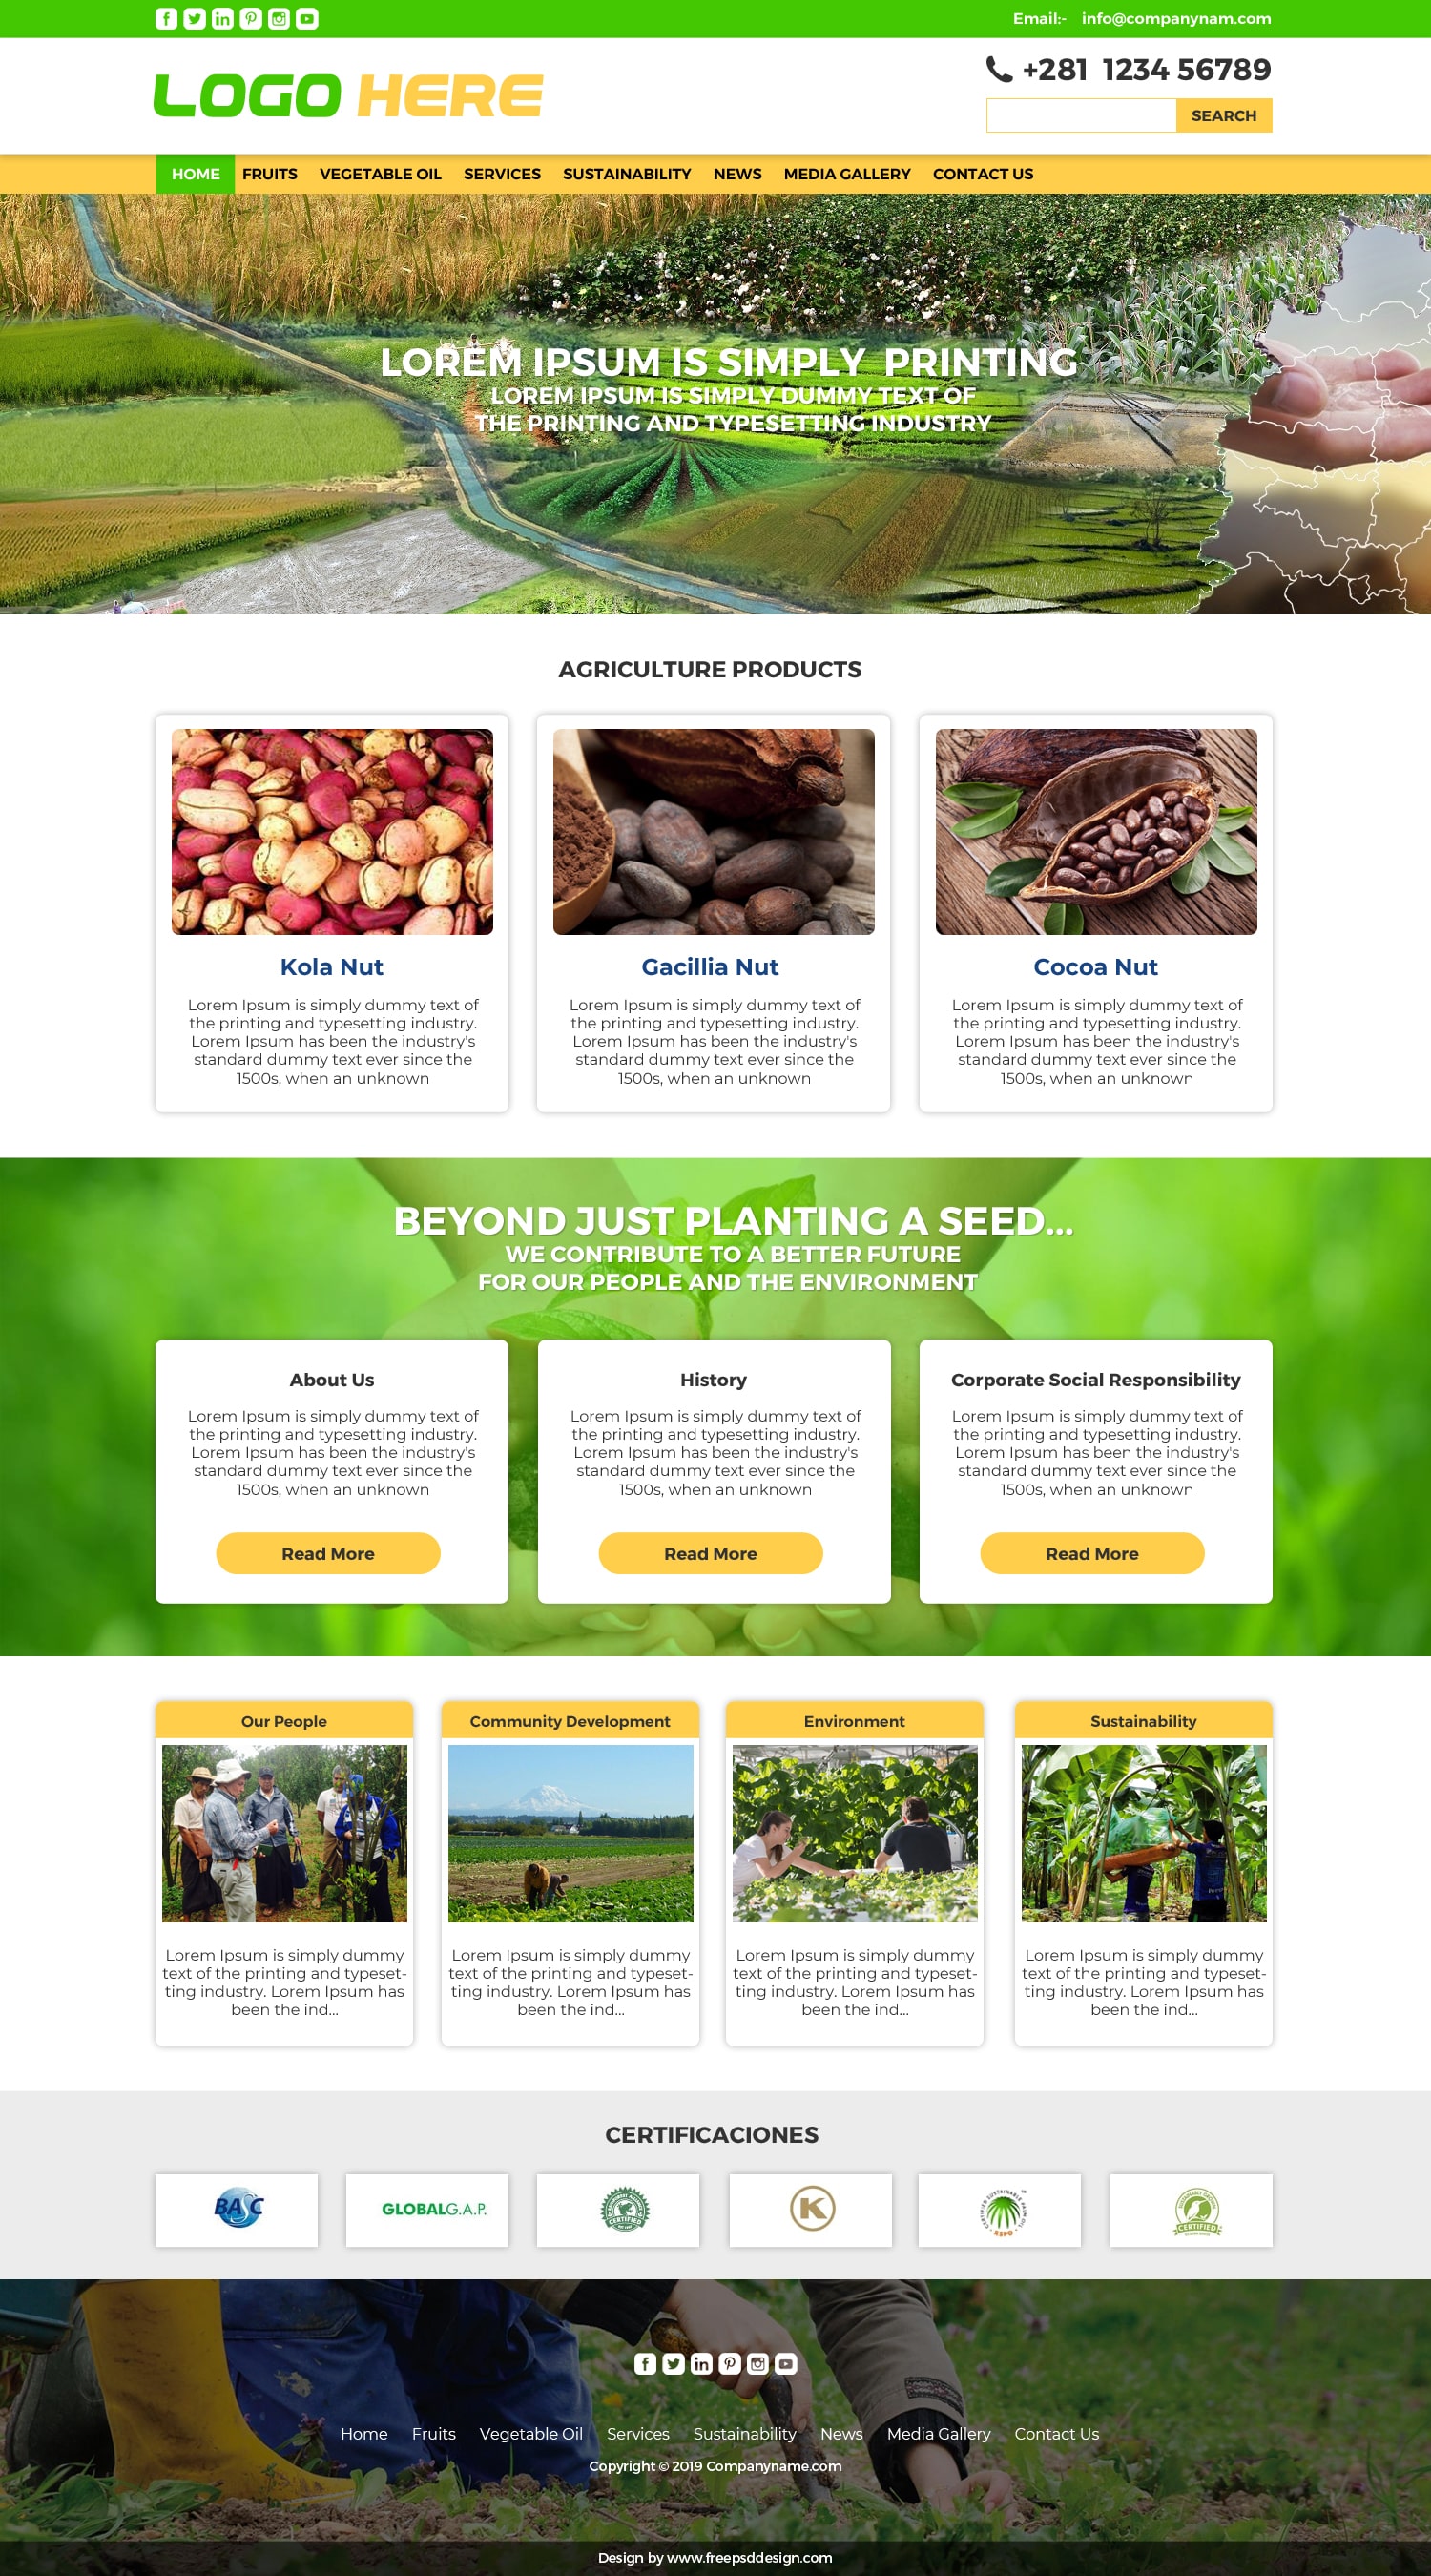 Email:- info@companynam.com
LOGO HERE
+281 1234 56789
SEARCH
HOME FRUITS VEGETABLE OIL SERVICES SUSTAINABILITY NEWS MEDIA GALLERY CONTACT US
LOREM IPSUM IS SIMPLY PRINTING
LOREM IPSUM IS SIMPLY DUMMY TEXT OF
THE PRINTING AND TYPESETTING INDUSTRY
AGRICULTURE PRODUCTS
Kola Nut
Lorem Ipsum is simply dummy text of
the printing and typesetting industry.
Lorem Ipsum has been the industry's
standard dummy text ever since the
1500s, when an unknown
Gacillia Nut
Lorem Ipsum is simply dummy text of
the printing and typesetting industry.
Lorem Ipsum has been the industry's
standard dummy text ever since the
1500s, when an unknown
Cocoa Nut
Lorem Ipsum is simply dummy text of
the printing and typesetting industry.
Lorem Ipsum has been the industry's
standard dummy text ever since the
1500s, when an unknown
BEYOND JUST PLANTING A SEED...
WE CONTRIBUTE TO A BETTER FUTURE
FOR OUR PEOPLE AND THE ENVIRONMENT
About Us
Lorem Ipsum is simply dummy text of
the printing and typesetting industry.
Lorem Ipsum has been the industry's
standard dummy text ever since the
1500s, when an unknown
Read More
History
Lorem Ipsum is simply dummy text of
the printing and typesetting industry.
Lorem Ipsum has been the industry's
standard dummy text ever since the
1500s, when an unknown
Read More
Corporate Social Responsibility
Lorem Ipsum is simply dummy text of
the printing and typesetting industry.
Lorem Ipsum has been the industry's
standard dummy text ever since the
1500s, when an unknown
Read More
Our People
Lorem Ipsum is simply dummy
text of the printing and typeset-
ting industry. Lorem Ipsum has
been the ind...
Community Development
Lorem Ipsum is simply dummy
text of the printing and typeset-
ting industry. Lorem Ipsum has
been the ind...
Environment
Lorem Ipsum is simply dummy
text of the printing and typeset-
ting industry. Lorem Ipsum has
been the ind...
Sustainability
Lorem Ipsum is simply dummy
text of the printing and typeset-
ting industry. Lorem Ipsum has
been the ind...
CERTIFICACIONES
BASC
GLOBALG.A.P.
CERTIFIED
K
CERTIFIED SUSTAINABLE PALM OIL
RSPO
CERTIFIED
Home Fruits Vegetable Oil Services Sustainability News Media Gallery Contact Us
Copyright © 2019 Companyname.com
Design by www.freepsddesign.com